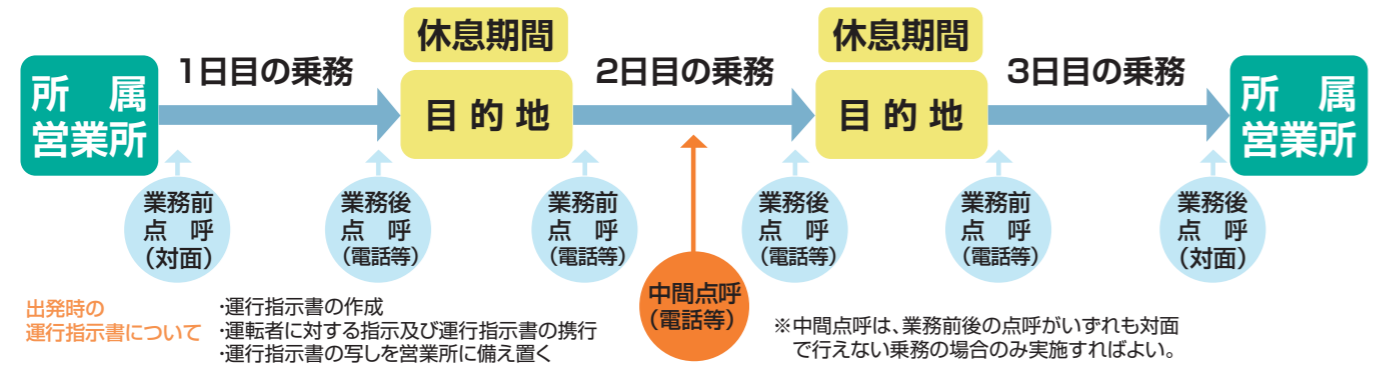 休息期間
休息期間
1日目の乗務
2日目の乗務
3日目の乗務
所　属
営業所
目的地
目的地
所　属
営業所
業務前
点　呼
（対面）
業務後
点　呼
（電話等）
業務前
点　呼
（電話等）
業務後
点　呼
（電話等）
業務前
点　呼
（電話等）
業務後
点　呼
（対面）
中間点呼
（電話等）
出発時の
運行指示書について
・運行指示書の作成
・運転者に対する指示及び運行指示書の携行
・運行指示書の写しを営業所に備え置く
※中間点呼は、業務前後の点呼がいずれも対面
で行えない乗務の場合のみ実施すればよい。